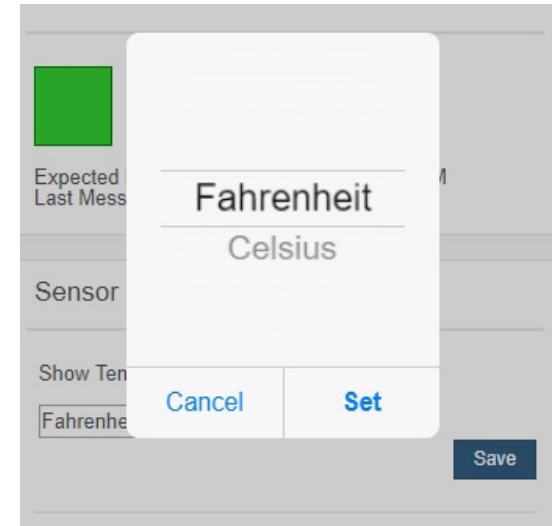 Expected
Last Mess
Fahrenheit
Celsius
Sensor
Show Ten
Cancel Set
Fahrenhe
Save